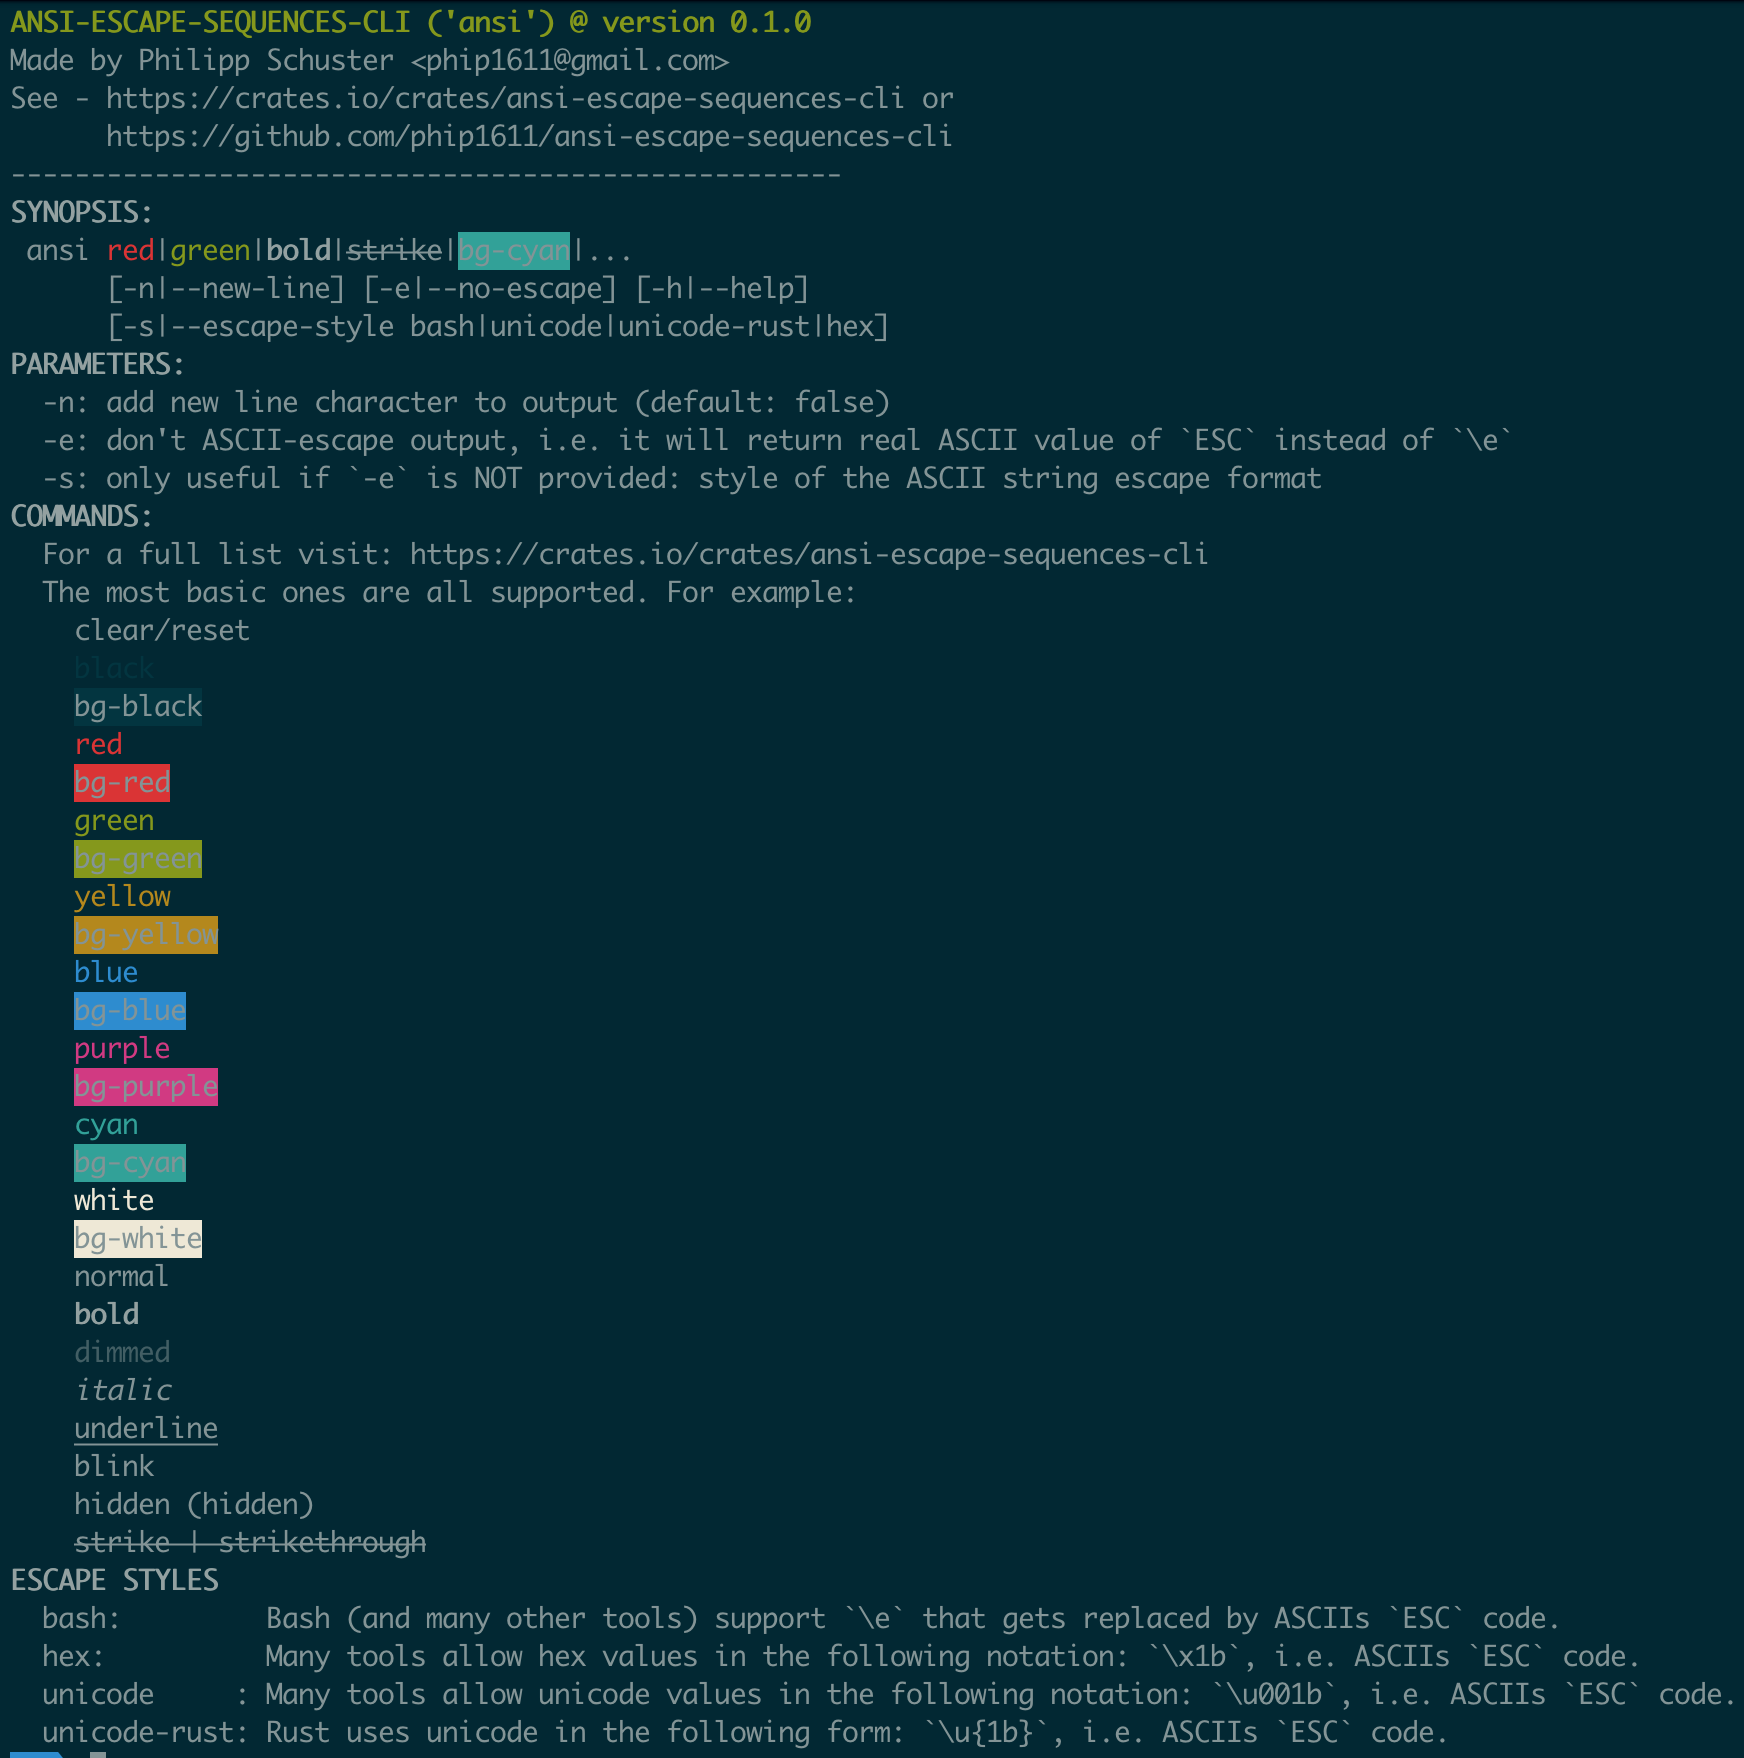 ANSI-ESCAPE-SEQUENCES-CLI ('ansi') @ version 0.1.0
Made by Philipp Schuster <phip1611@gmail.com>
See - https://crates.io/crates/ansi-escape-sequences-cli or
      https://github.com/phip1611/ansi-escape-sequences-cli
----------------------------------------------------
SYNOPSIS:
 ansi red|green|bold|strike|bg-cyan|...
      [-n|--new-line] [-e|--no-escape] [-h|--help]
      [-s|--escape-style bash|unicode|unicode-rust|hex]
PARAMETERS:
  -n: add new line character to output (default: false)
  -e: don't ASCII-escape output, i.e. it will return real ASCII value of `ESC` instead of `\e`
  -s: only useful if `-e` is NOT provided: style of the ASCII string escape format
COMMANDS:
  For a full list visit: https://crates.io/crates/ansi-escape-sequences-cli
  The most basic ones are all supported. For example:
    clear/reset
    black
    bg-black
    red
    bg-red
    green
    bg-green
    yellow
    bg-yellow
    blue
    bg-blue
    purple
    bg-purple
    cyan
    bg-cyan
    white
    bg-white
    normal
    bold
    dimmed
    italic
    underline
    blink
    hidden (hidden)
    strike | strikethrough
ESCAPE STYLES
  bash:         Bash (and many other tools) support `\e` that gets replaced by ASCIIs `ESC` code.
  hex:          Many tools allow hex values in the following notation: `\x1b`, i.e. ASCIIs `ESC` code.
  unicode     : Many tools allow unicode values in the following notation: `\u001b`, i.e. ASCIIs `ESC` code.
  unicode-rust: Rust uses unicode in the following form: `\u{1b}`, i.e. ASCIIs `ESC` code.